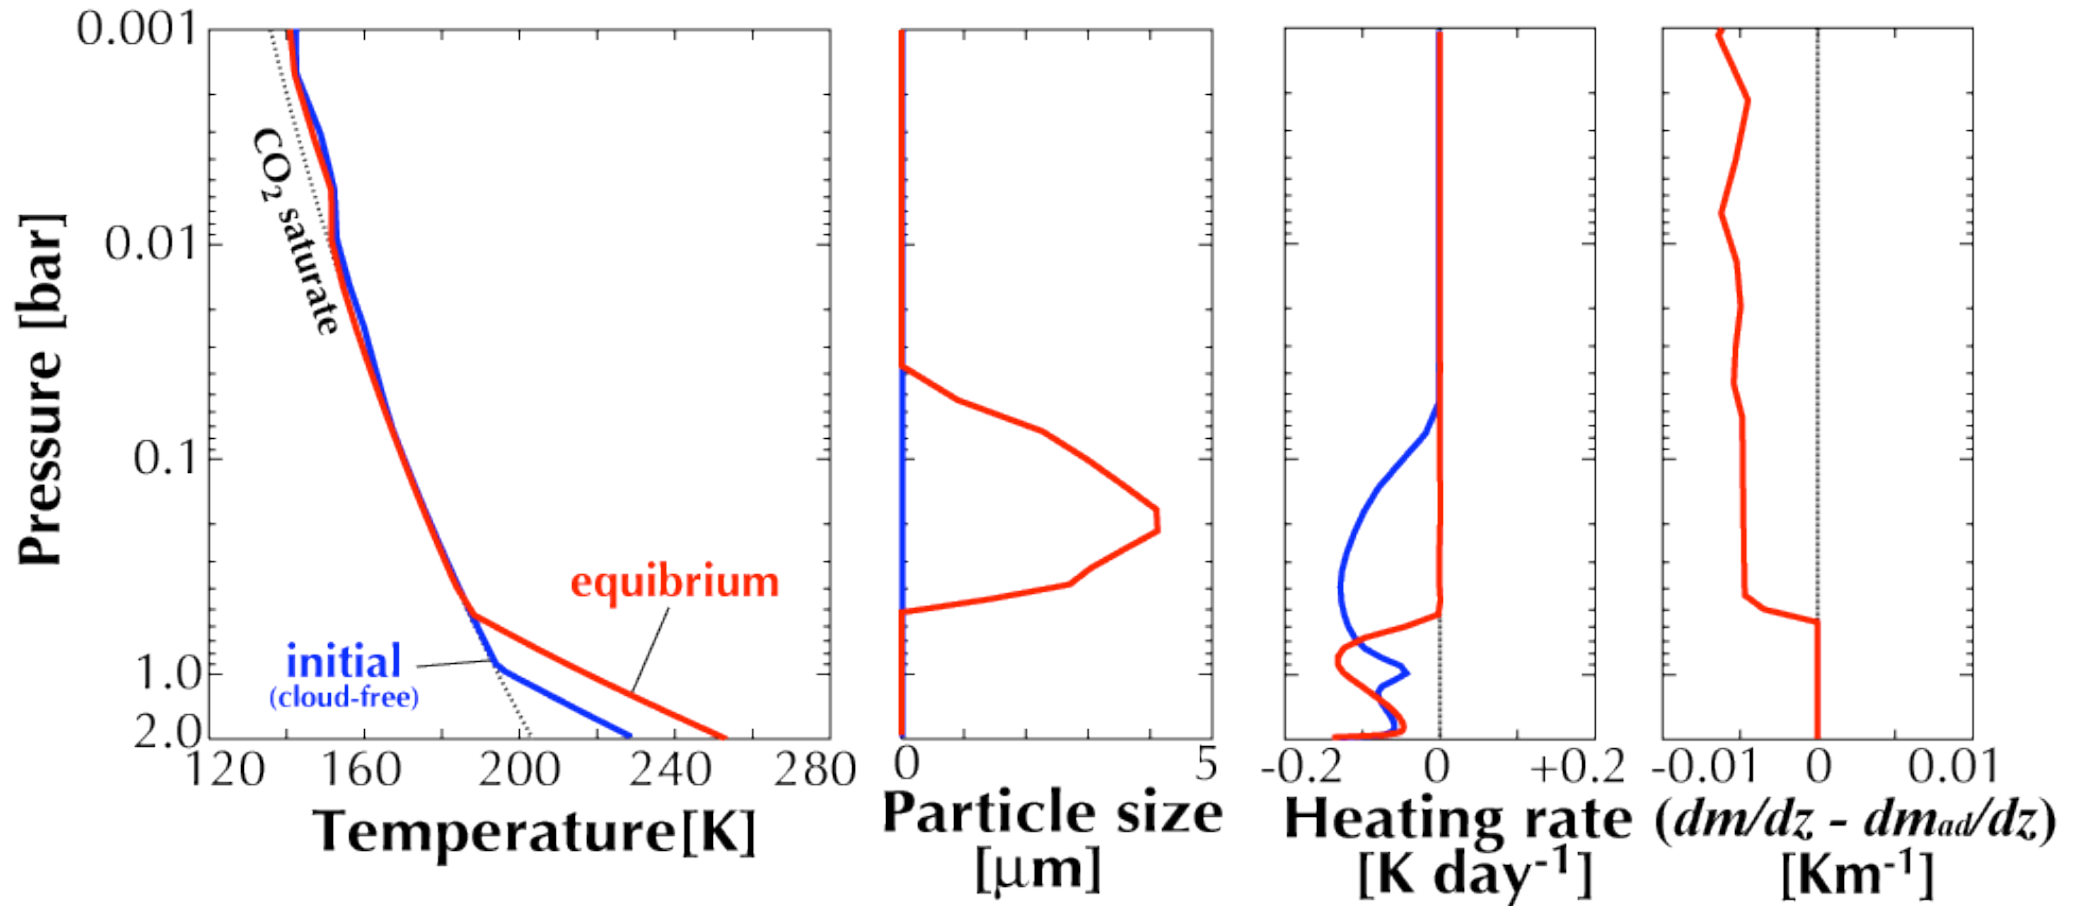 0.001
0.01
0.1
1.0
2.0
Pressure [bar]
CO2 saturate
equibrium
initial
(cloud-free)
120 160 200 240 280
Temperature[K]
0 5
Particle size
[μm]
-0.2 0 +0.2
Heating rate
[K day-1]
-0.01 0 0.01
(dm/dz - dmad/dz)
[Km-1]